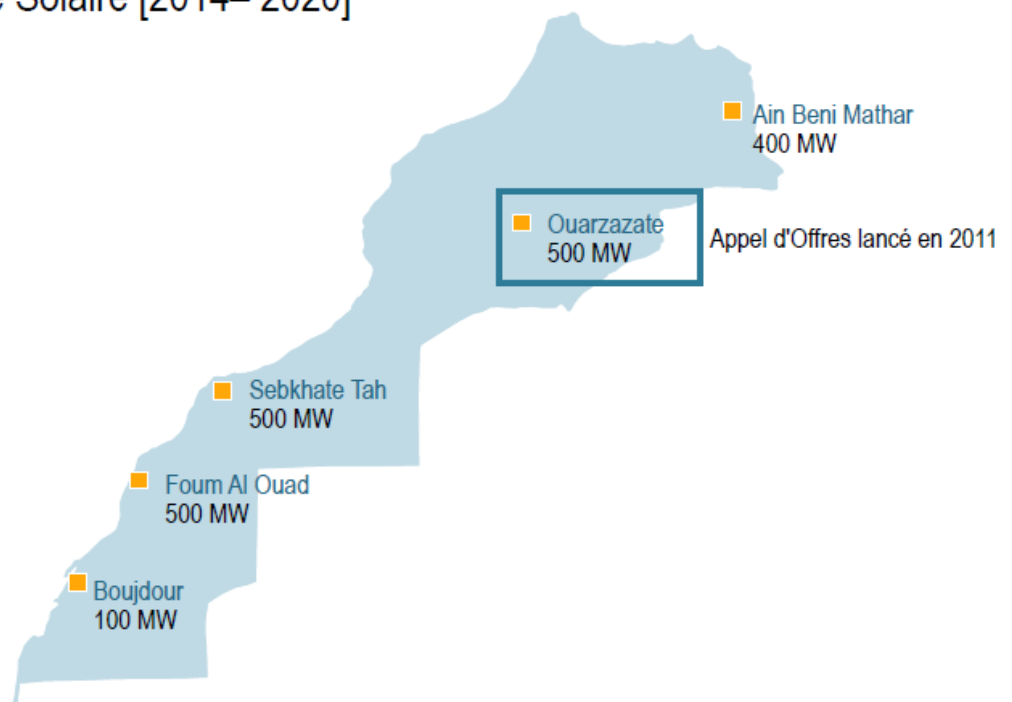 Solaire [2014– 2020]
Ain Beni Mathar
400 MW
Ouarzazate
500 MW
Appel d'Offres lancé en 2011
Sebkhate Tah
500 MW
Foum Al Ouad
500 MW
Boujdour
100 MW